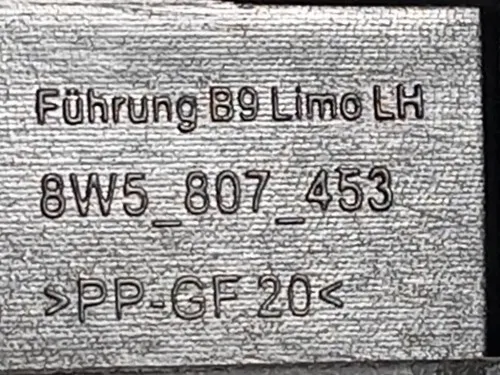 Führung B9 Limo LH
8W5_807_453
>PP-GF 20<